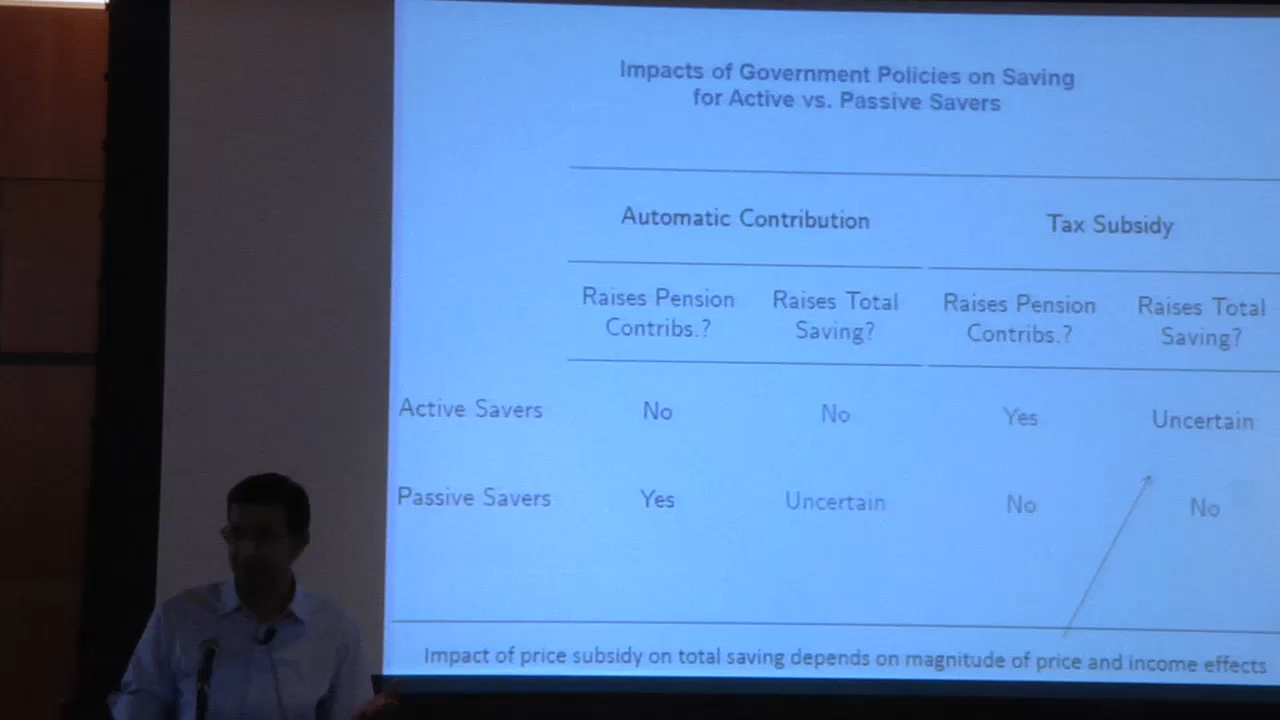 Impacts of Government Policies on Saving
for Active vs. Passive Savers
Automatic Contribution Tax Subsidy
Raises Pension Raises Total Raises Pension Raises Total
Contribs.? Saving? Contribs.? Saving?
Active Savers No No Yes Uncertain
Passive Savers Yes Uncertain No No
Impact of price subsidy on total saving depends on magnitude of price and income effects